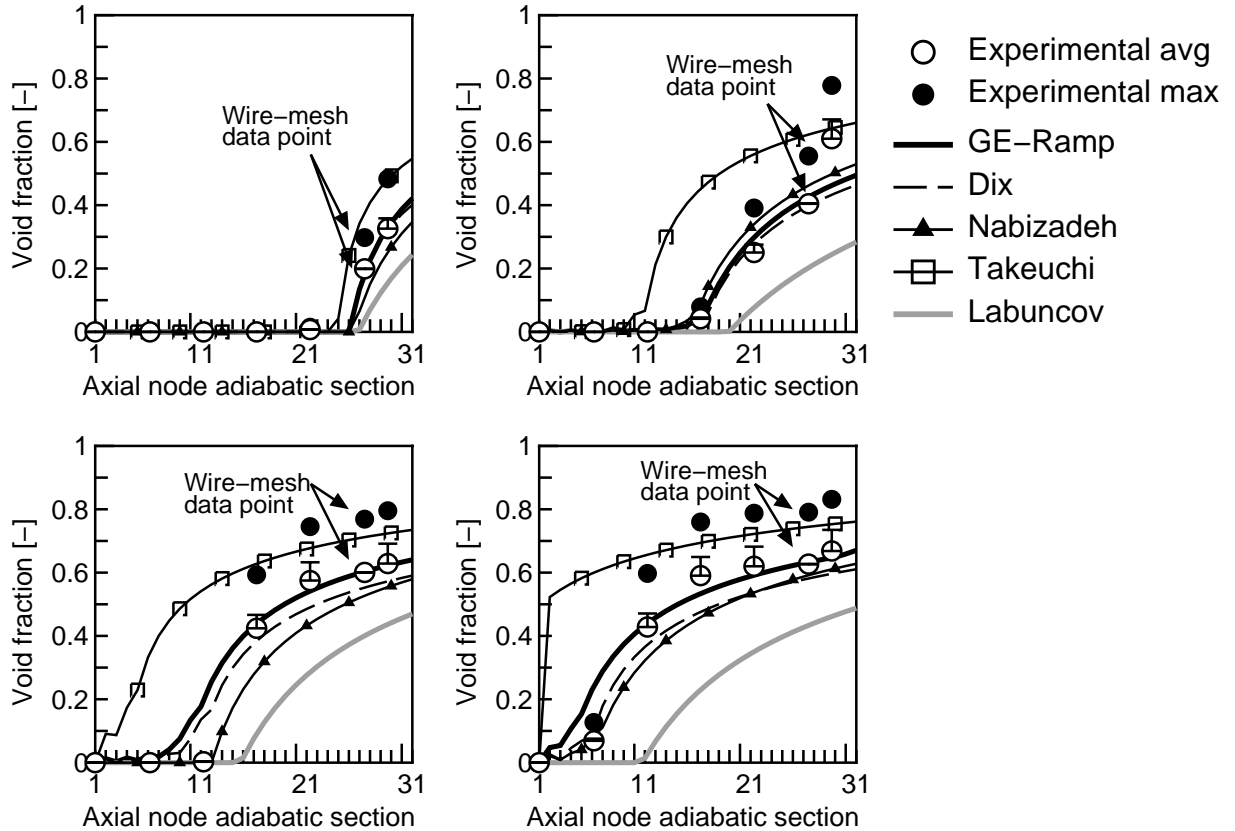 1
0.8
0.6
0.4
0.2
0
Void fraction [−]
Wire−mesh
data point
1
11
21
31
Axial node adiabatic section
1
0.8
0.6
0.4
0.2
0
Void fraction [−]
Wire−mesh
data point
1
11
21
31
Axial node adiabatic section
Experimental avg
Experimental max
GE−Ramp
Dix
Nabizadeh
Takeuchi
Labuncov
1
0.8
0.6
0.4
0.2
0
Void fraction [−]
Wire−mesh
data point
1
11
21
31
Axial node adiabatic section
1
0.8
0.6
0.4
0.2
0
Void fraction [−]
Wire−mesh
data point
1
11
21
31
Axial node adiabatic section